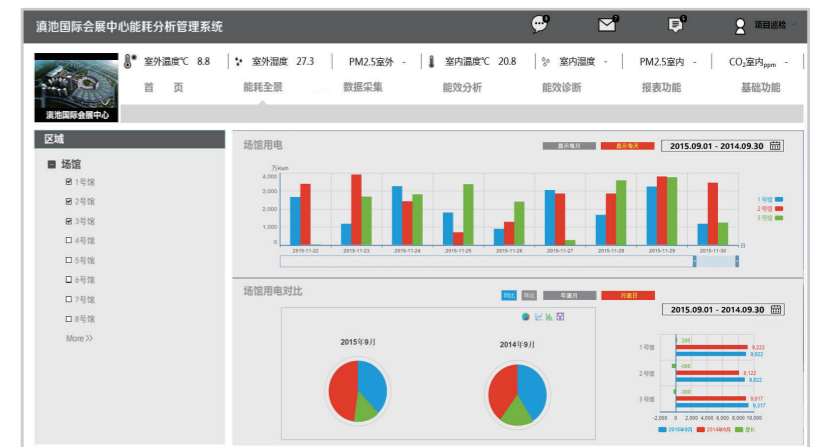 滇池国际会展中心能耗分析管理系统
项目巡检
室外温度℃ 8.8
室外湿度 27.3
PM2.5室外 -
室内温度℃ 20.8
室内湿度 -
PM2.5室内 -
CO₂室内ppm -
首 页
能耗全景
数据采集
能效分析
能效诊断
报表功能
基础功能
滇池国际会展中心
区域
场馆
1号馆
2号馆
3号馆
4号馆
5号馆
6号馆
7号馆
8号馆
More
场馆用电
显示每月
显示每天
2015.09.01 - 2014.09.30
万Kwh
4,000
3,000
2,000
1,000
0
2015-11-22
2015-11-23
2015-11-24
2015-11-25
2015-11-26
2015-11-27
2015-11-28
2015-11-29
2015-11-30
日
1号馆
2号馆
3号馆
场馆用电对比
同比
环比
年逐月
月逐日
2015.09.01 - 2014.09.30
2015年9月
2014年9月
1号馆
200
9,222
9,622
2号馆
-500
8,122
8,822
3号馆
-300
9,017
9,317
-2,000 0 2,000 4,000 6,000 8,000 10,000
2015年9月
2014年9月
增长